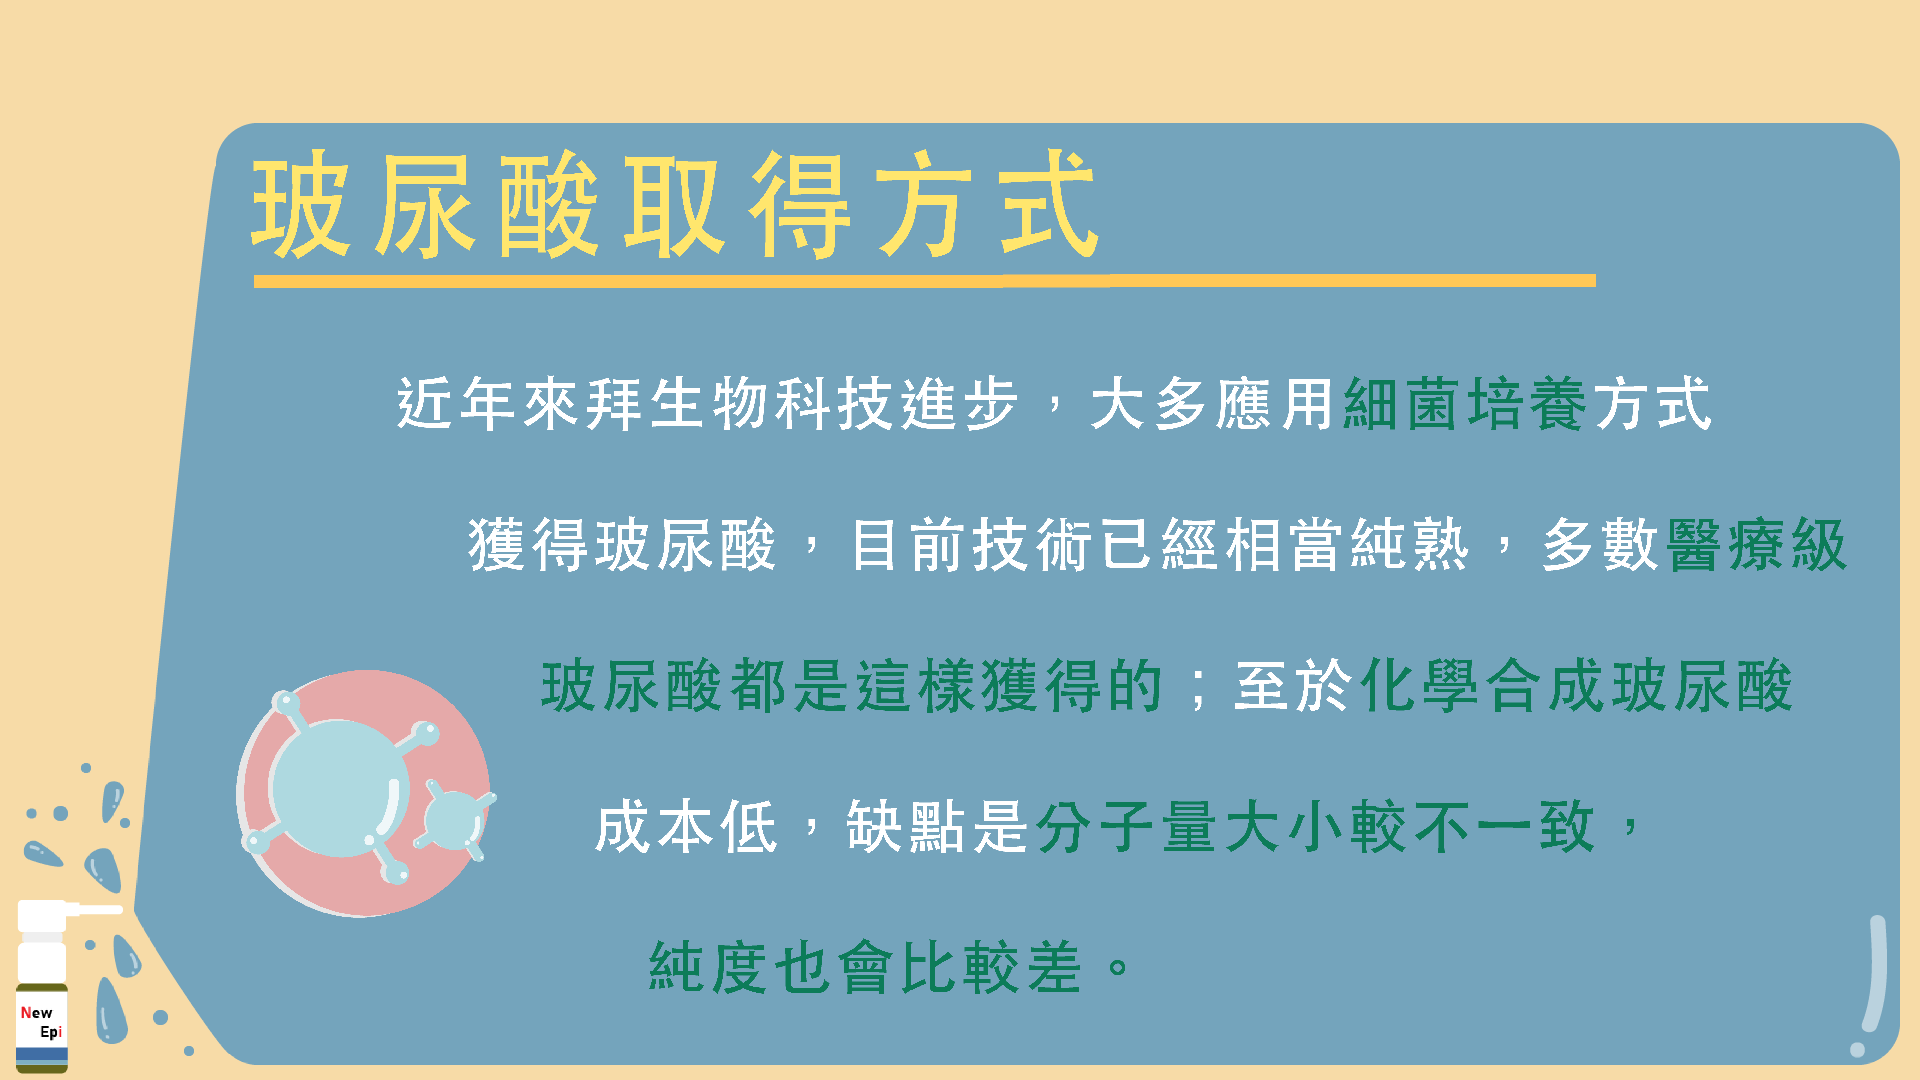 玻尿酸取得方式
近年來拜生物科技進步，大多應用細菌培養方式
獲得玻尿酸，目前技術已經相當純熟，多數醫療級
玻尿酸都是這樣獲得的；至於化學合成玻尿酸
成本低，缺點是分子量大小較不一致，
純度也會比較差。
New
Epi